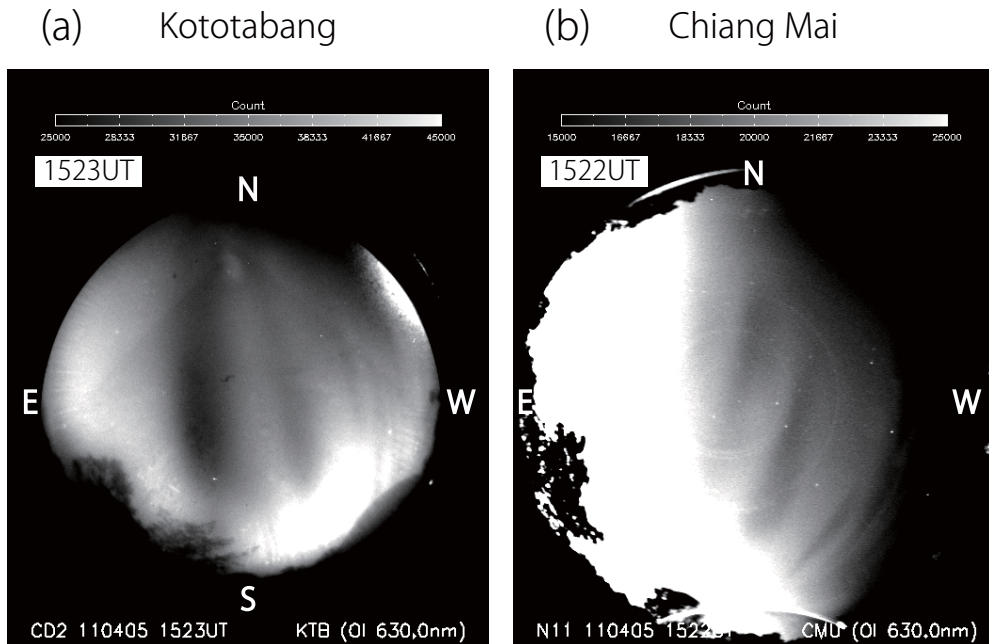 (a) Kototabang
(b) Chiang Mai
Count
25000 28333 31667 35000 38333 41667 45000
1523UT
N
E
W
S
CD2 110405 1523UT KTB (OI 630.0nm)
Count
15000 16667 18333 20000 21667 23333 25000
1522UT
N
E
W
N11 110405 1522 CMU (OI 630.0nm)